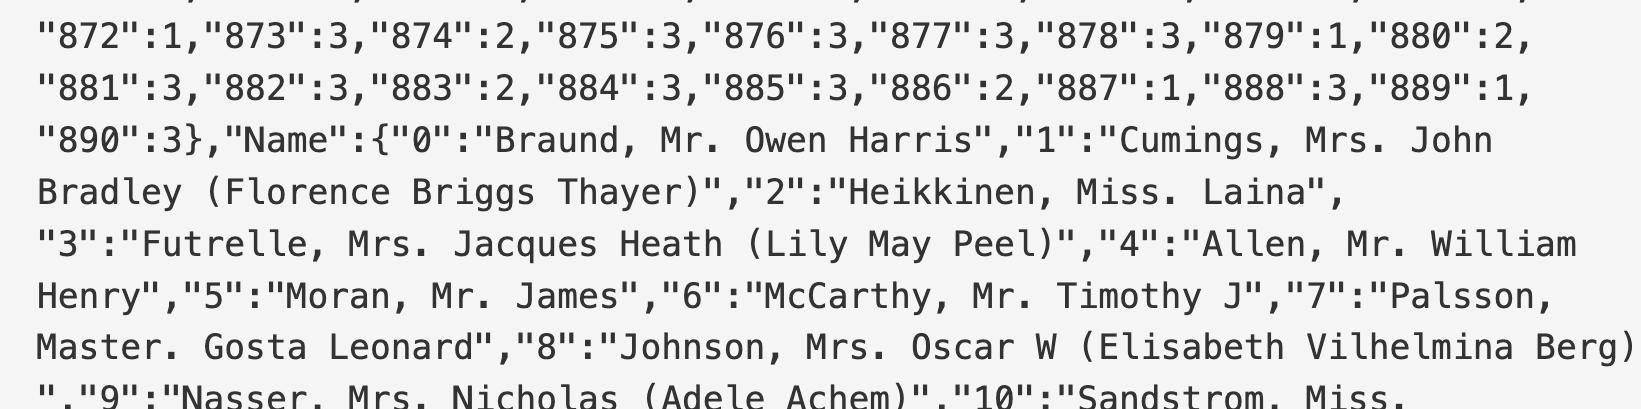 "872":1,"873":3,"874":2,"875":3,"876":3,"877":3,"878":3,"879":1,"880":2,
"881":3,"882":3,"883":2,"884":3,"885":3,"886":2,"887":1,"888":3,"889":1,
"890":3},"Name":{"0":"Braund, Mr. Owen Harris","1":"Cumings, Mrs. John
Bradley (Florence Briggs Thayer)","2":"Heikkinen, Miss. Laina",
"3":"Futrelle, Mrs. Jacques Heath (Lily May Peel)","4":"Allen, Mr. William
Henry","5":"Moran, Mr. James","6":"McCarthy, Mr. Timothy J","7":"Palsson,
Master. Gosta Leonard","8":"Johnson, Mrs. Oscar W (Elisabeth Vilhelmina Berg)
","9":"Nasser, Mrs. Nicholas (Adele Achem)","10":"Sandstrom, Miss.